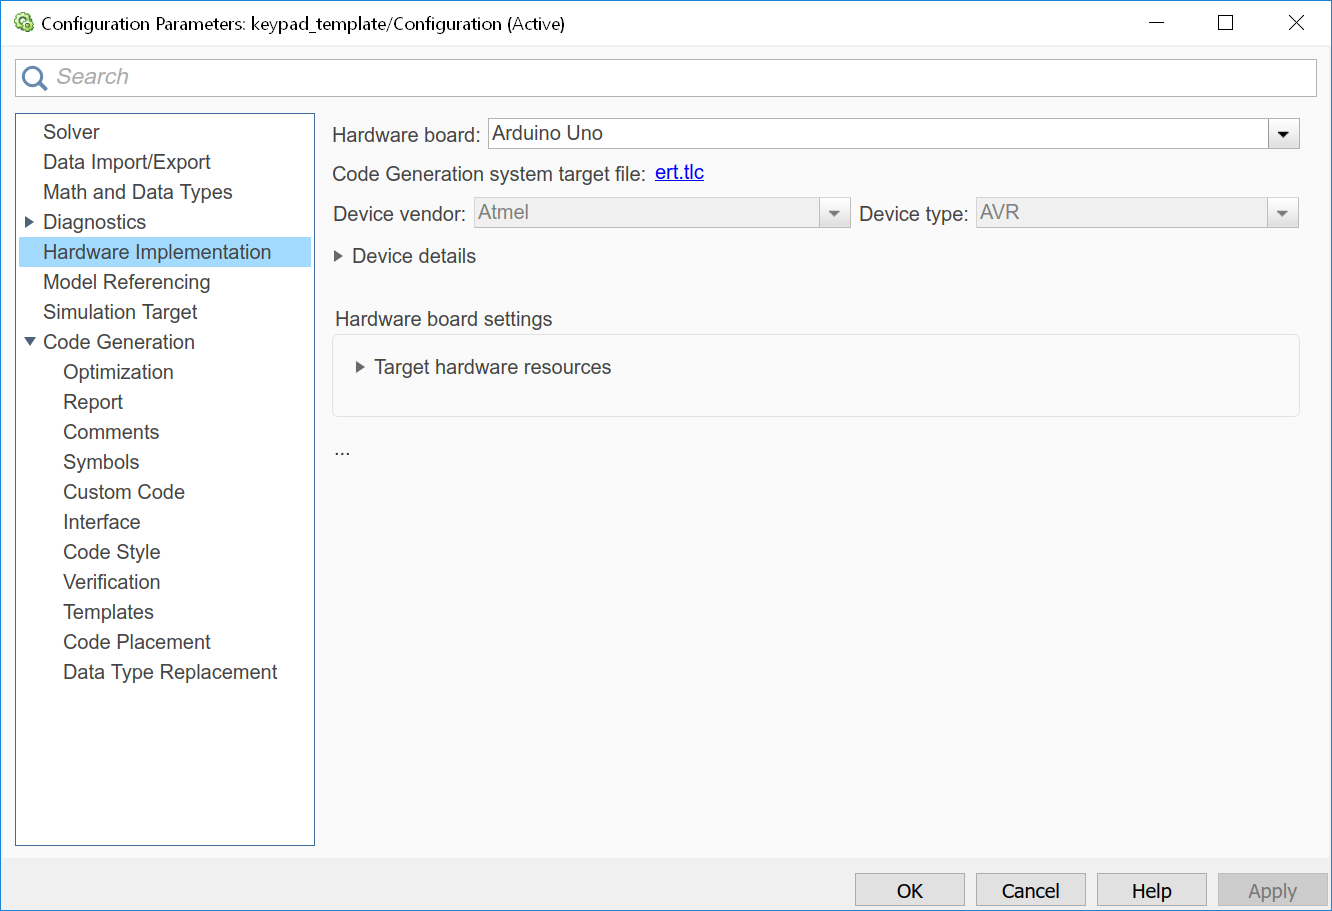 Configuration Parameters: keypad_template/Configuration (Active)
Search
Solver
Data Import/Export
Math and Data Types
Diagnostics
Hardware Implementation
Model Referencing
Simulation Target
Code Generation
Optimization
Report
Comments
Symbols
Custom Code
Interface
Code Style
Verification
Templates
Code Placement
Data Type Replacement
Hardware board: Arduino Uno
Code Generation system target file: ert.tlc
Device vendor: Atmel Device type: AVR
Device details
Hardware board settings
Target hardware resources
...
OK Cancel Help Apply